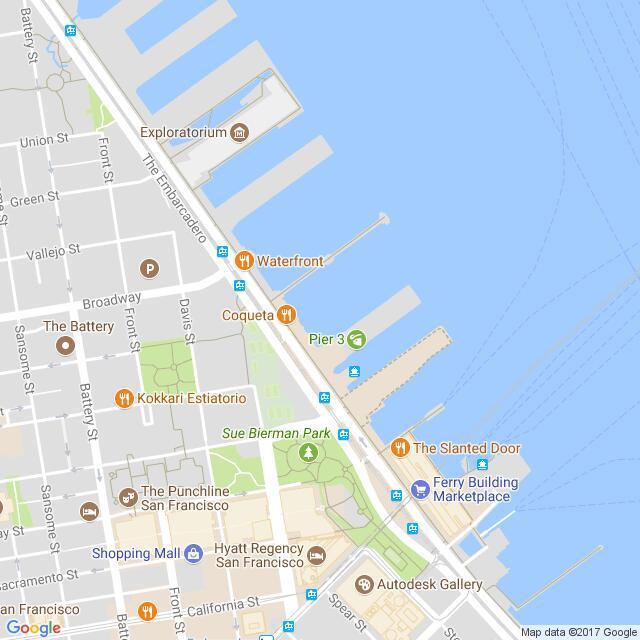 Battery St
Union St
Exploratorium
Front St
The Embarcadero
Green St
Vallejo St
Waterfront
P
Broadway
Davis St
Coqueta
Front St
The Battery
Pier 3
Sansome St
Battery St
Kokkari Estiatorio
Sue Bierman Park
The Slanted Door
Ferry Building
Marketplace
The Punchline
San Francisco
Sansome St
Shopping Mall
Hyatt Regency
San Francisco
Sacramento St
Autodesk Gallery
San Francisco
California St
Front St
Spear St
Google
Map data ©2017 Google